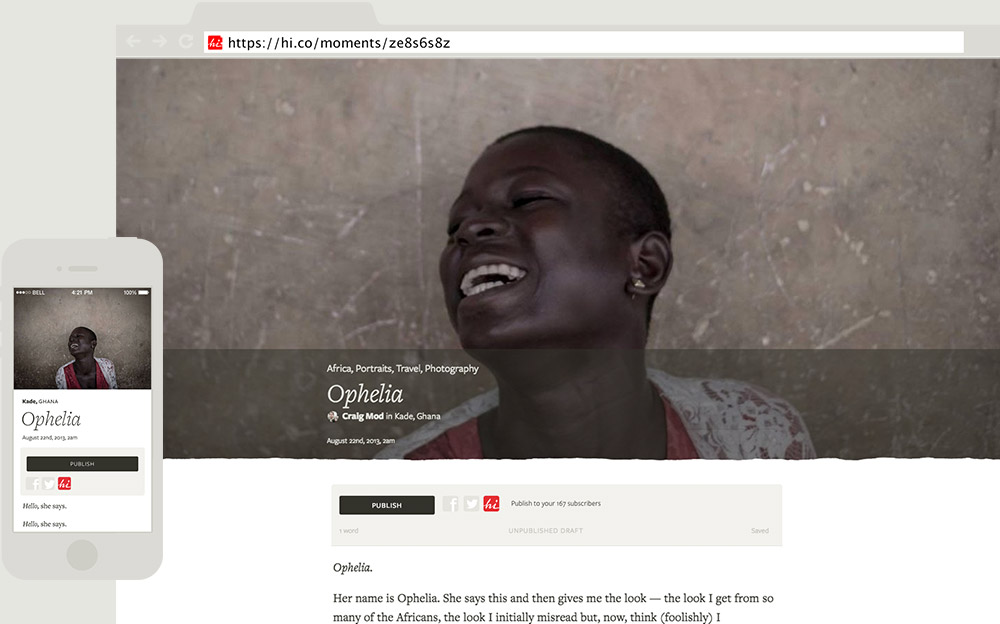 hi https://hi.co/moments/ze8s6s8z
Africa, Portraits, Travel, Photography
Ophelia
Craig Mod in Kade, Ghana
August 22nd, 2013, 2am
PUBLISH f hi Publish to your 167 subscribers
1 word UNPUBLISHED DRAFT Saved
Ophelia.
Her name is Ophelia. She says this and then gives me the look — the look I get from so
many of the Africans, the look I initially misread but, now, think (foolishly) I
BELL 4:21 PM 100%
Kade, GHANA
Ophelia
August 22nd, 2013, 2am
PUBLISH
f hi
Hello, she says.
Hello, she says.